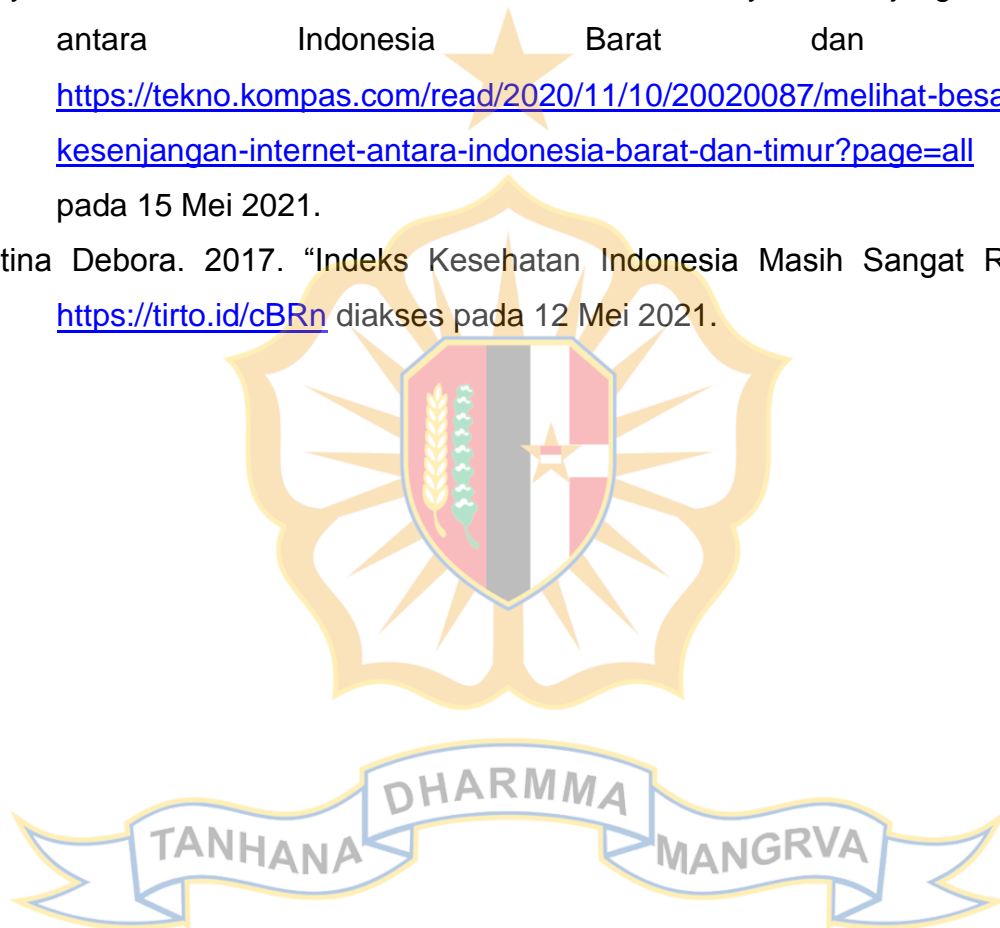 antara Indonesia Barat dan
https://tekno.kompas.com/read/2020/11/10/20020087/melihat-besa
kesenjangan-internet-antara-indonesia-barat-dan-timur?page=all
pada 15 Mei 2021.
tina Debora. 2017. “Indeks Kesehatan Indonesia Masih Sangat R
https://tirto.id/cBRn diakses pada 12 Mei 2021.
TANHANA DHARMMA MANGRVA